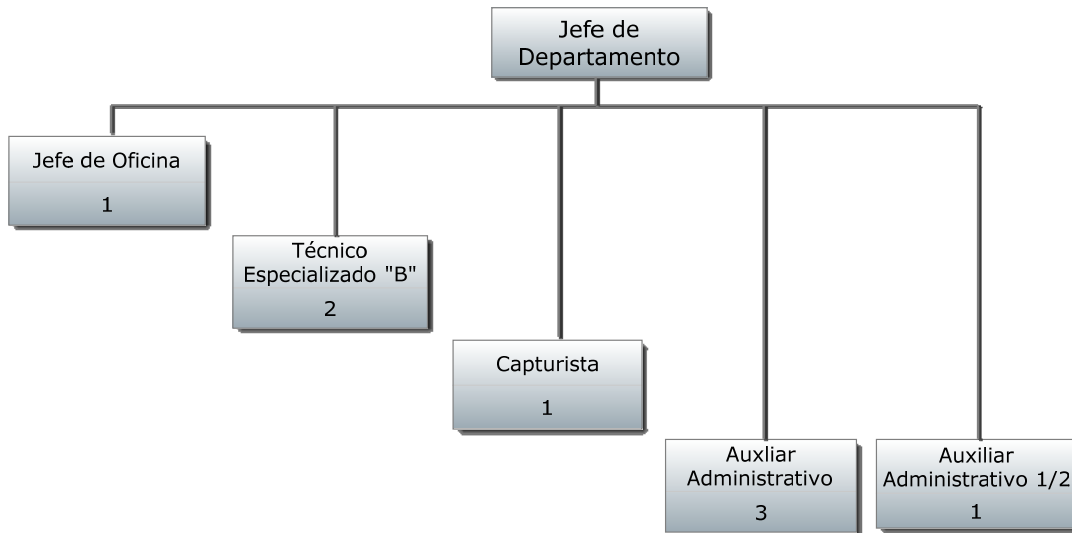 Jefe de
Departamento
Jefe de Oficina
1
Técnico
Especializado "B"
2
Capturista
1
Auxliar
Administrativo
3
Auxiliar
Administrativo 1/2
1